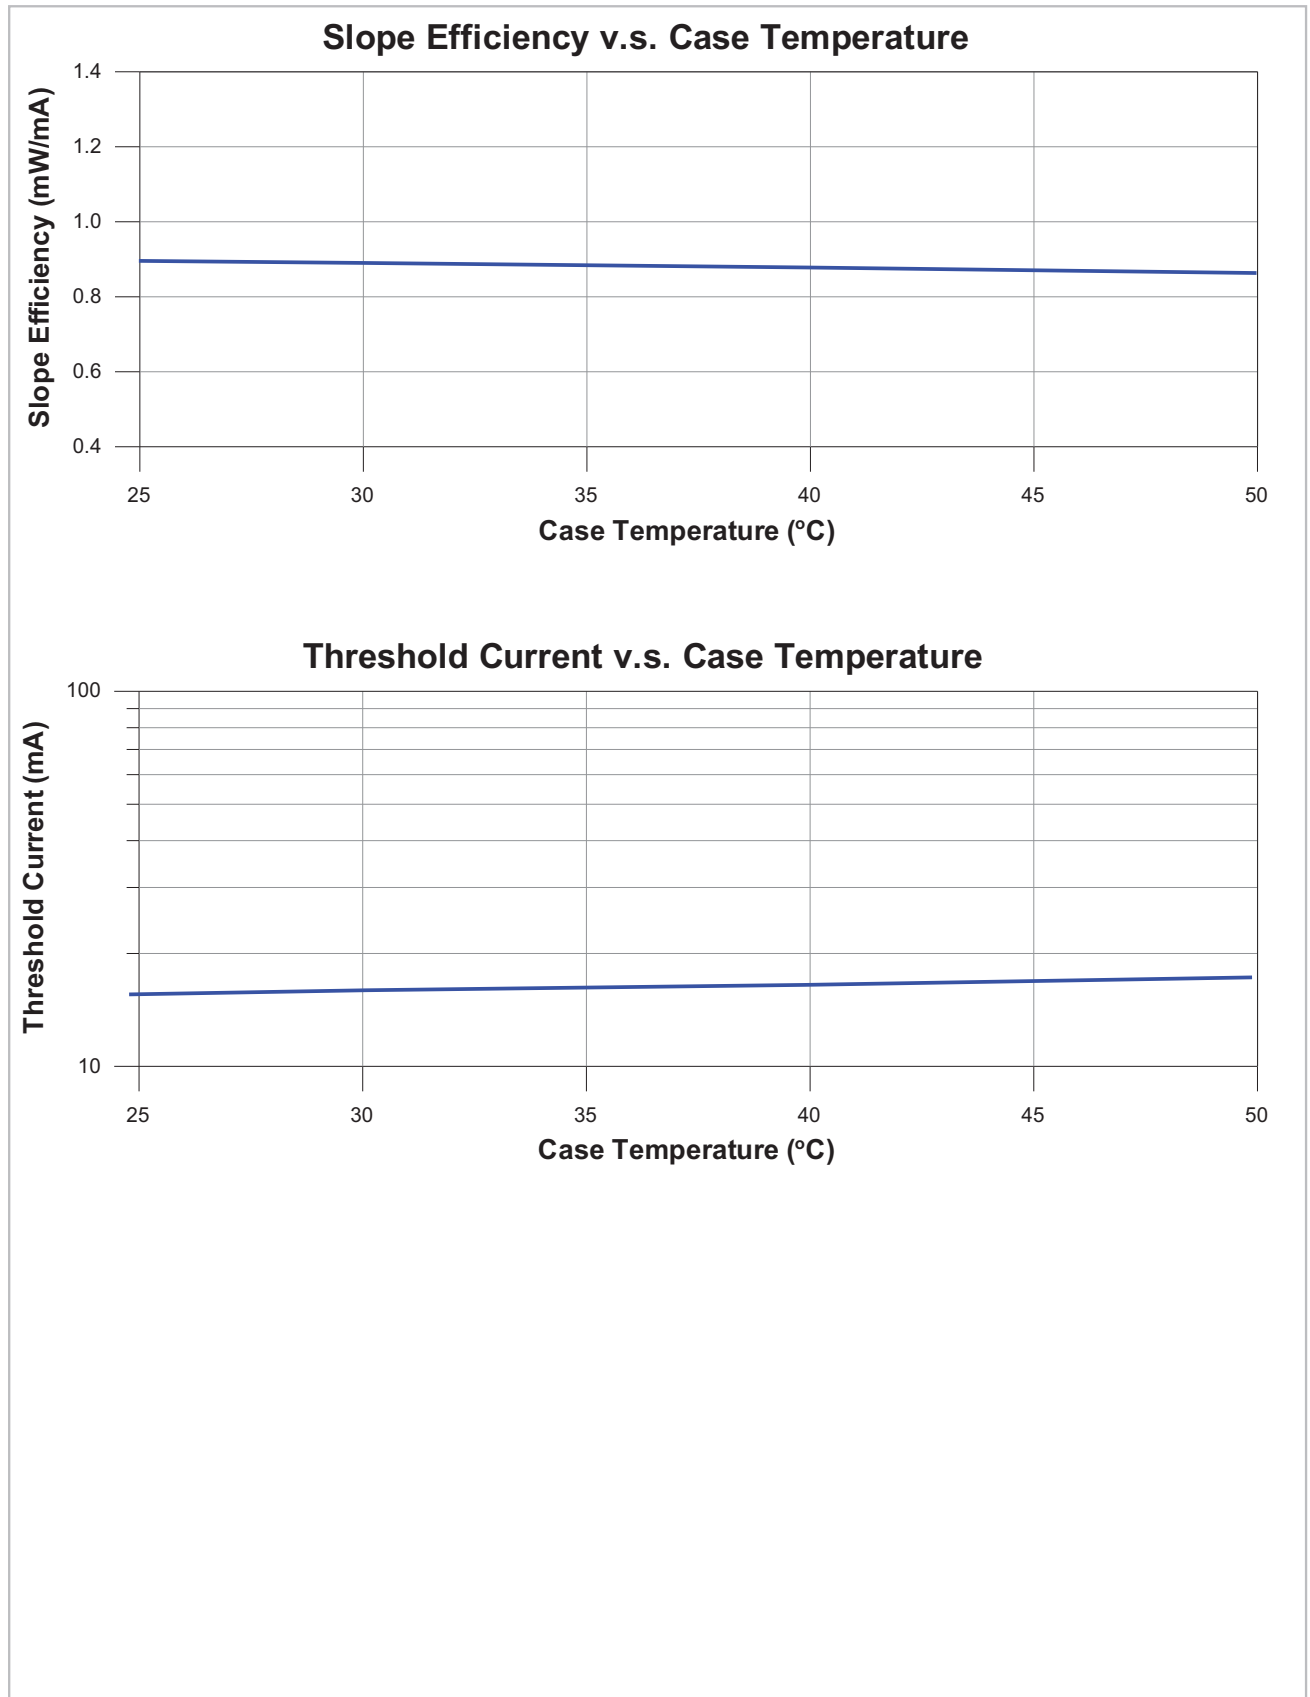 Slope Efficiency v.s. Case Temperature
Slope Efficiency (mW/mA)
1.4
1.2
1.0
0.8
0.6
0.4
25 30 35 40 45 50
Case Temperature (ºC)
Threshold Current v.s. Case Temperature
Threshold Current (mA)
100
10
25 30 35 40 45 50
Case Temperature (ºC)